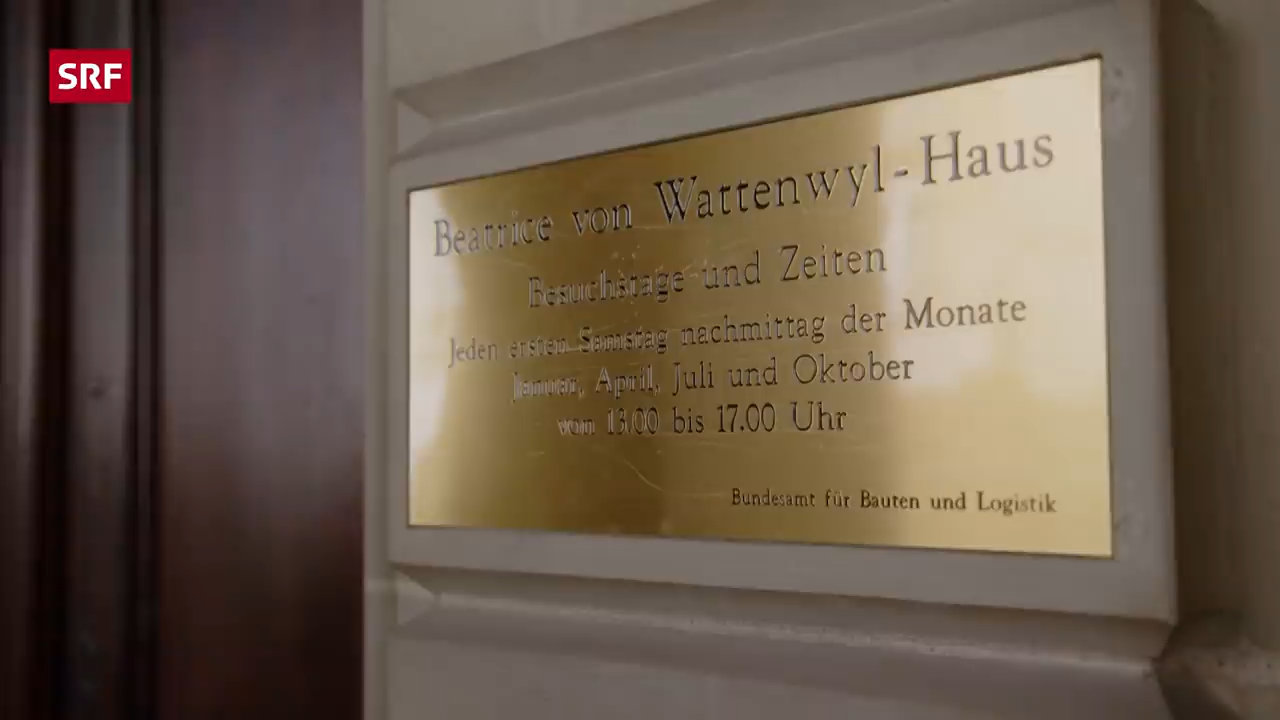 SRF
Beatrice von Wattenwyl-Haus
Besuchstage und Zeiten
Jeden ersten Samstag nachmittag der Monate
Januar, April, Juli und Oktober
von 13.00 bis 17.00 Uhr
Bundesamt für Bauten und Logistik